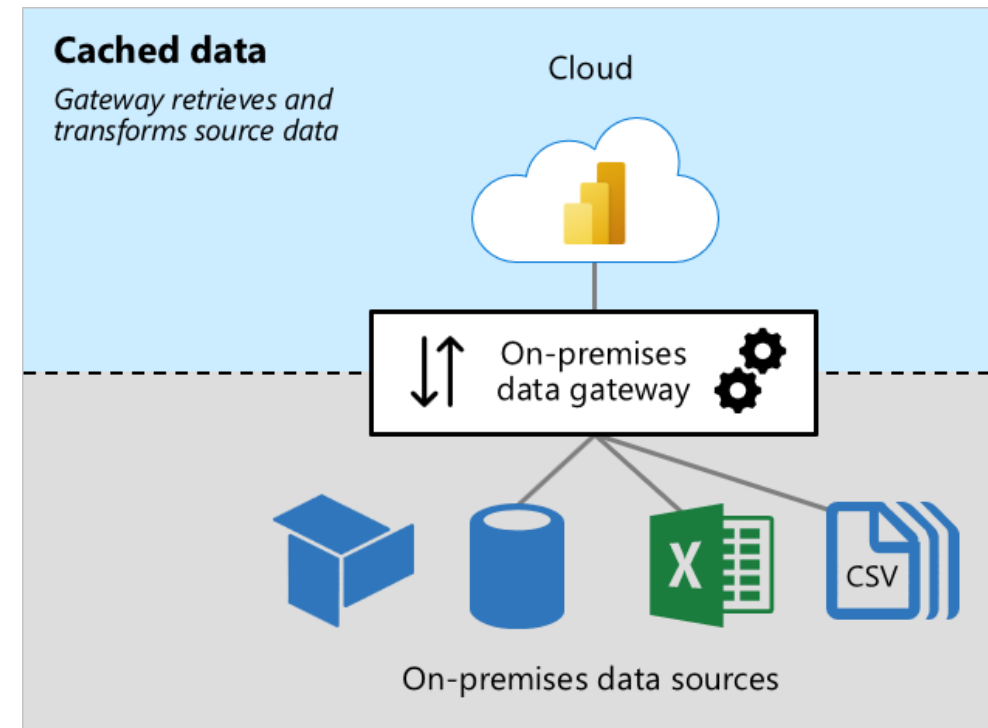 Cached data
Gateway retrieves and
transforms source data
Cloud
On-premises
data gateway
X
CSV
On-premises data sources